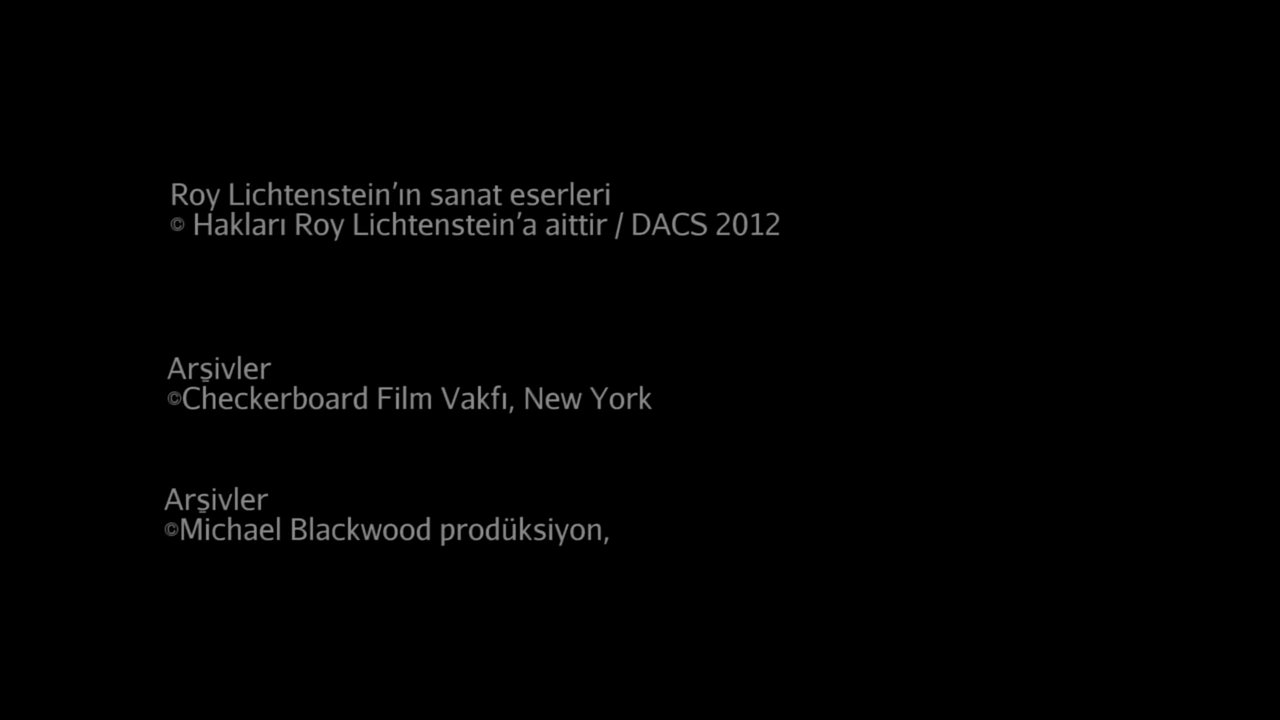 Roy Lichtenstein’ın sanat eserleri
© Hakları Roy Lichtenstein’a aittir / DACS 2012
Arşivler
©Checkerboard Film Vakfı, New York
Arşivler
©Michael Blackwood prodüksiyon,